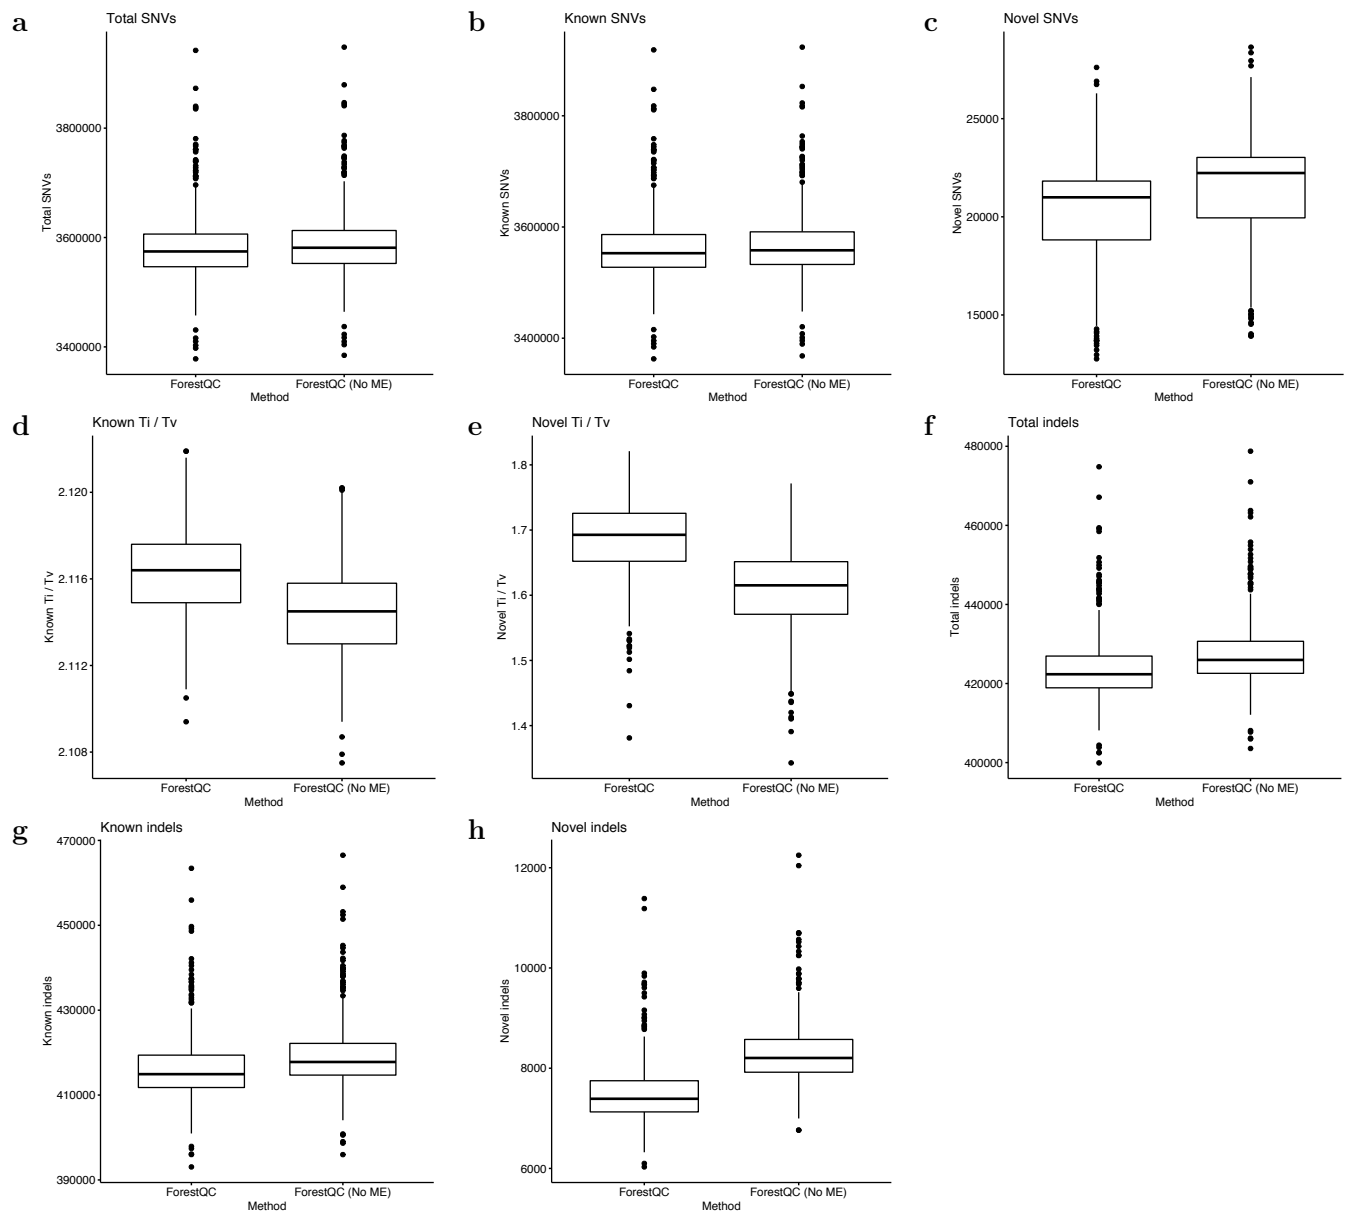 a
Total SNVs
Total SNVs
3800000
3600000
3400000
ForestQC
ForestQC (No ME)
Method
b
Known SNVs
Known SNVs
3800000
3600000
3400000
ForestQC
ForestQC (No ME)
Method
c
Novel SNVs
Novel SNVs
25000
20000
15000
ForestQC
ForestQC (No ME)
Method
d
Known Ti / Tv
Known Ti / Tv
2.120
2.116
2.112
2.108
ForestQC
ForestQC (No ME)
Method
e
Novel Ti / Tv
Novel Ti / Tv
1.8
1.7
1.6
1.5
1.4
ForestQC
ForestQC (No ME)
Method
f
Total indels
Total indels
480000
460000
440000
420000
400000
ForestQC
ForestQC (No ME)
Method
g
Known indels
Known indels
470000
450000
430000
410000
390000
ForestQC
ForestQC (No ME)
Method
h
Novel indels
Novel indels
12000
10000
8000
6000
ForestQC
ForestQC (No ME)
Method